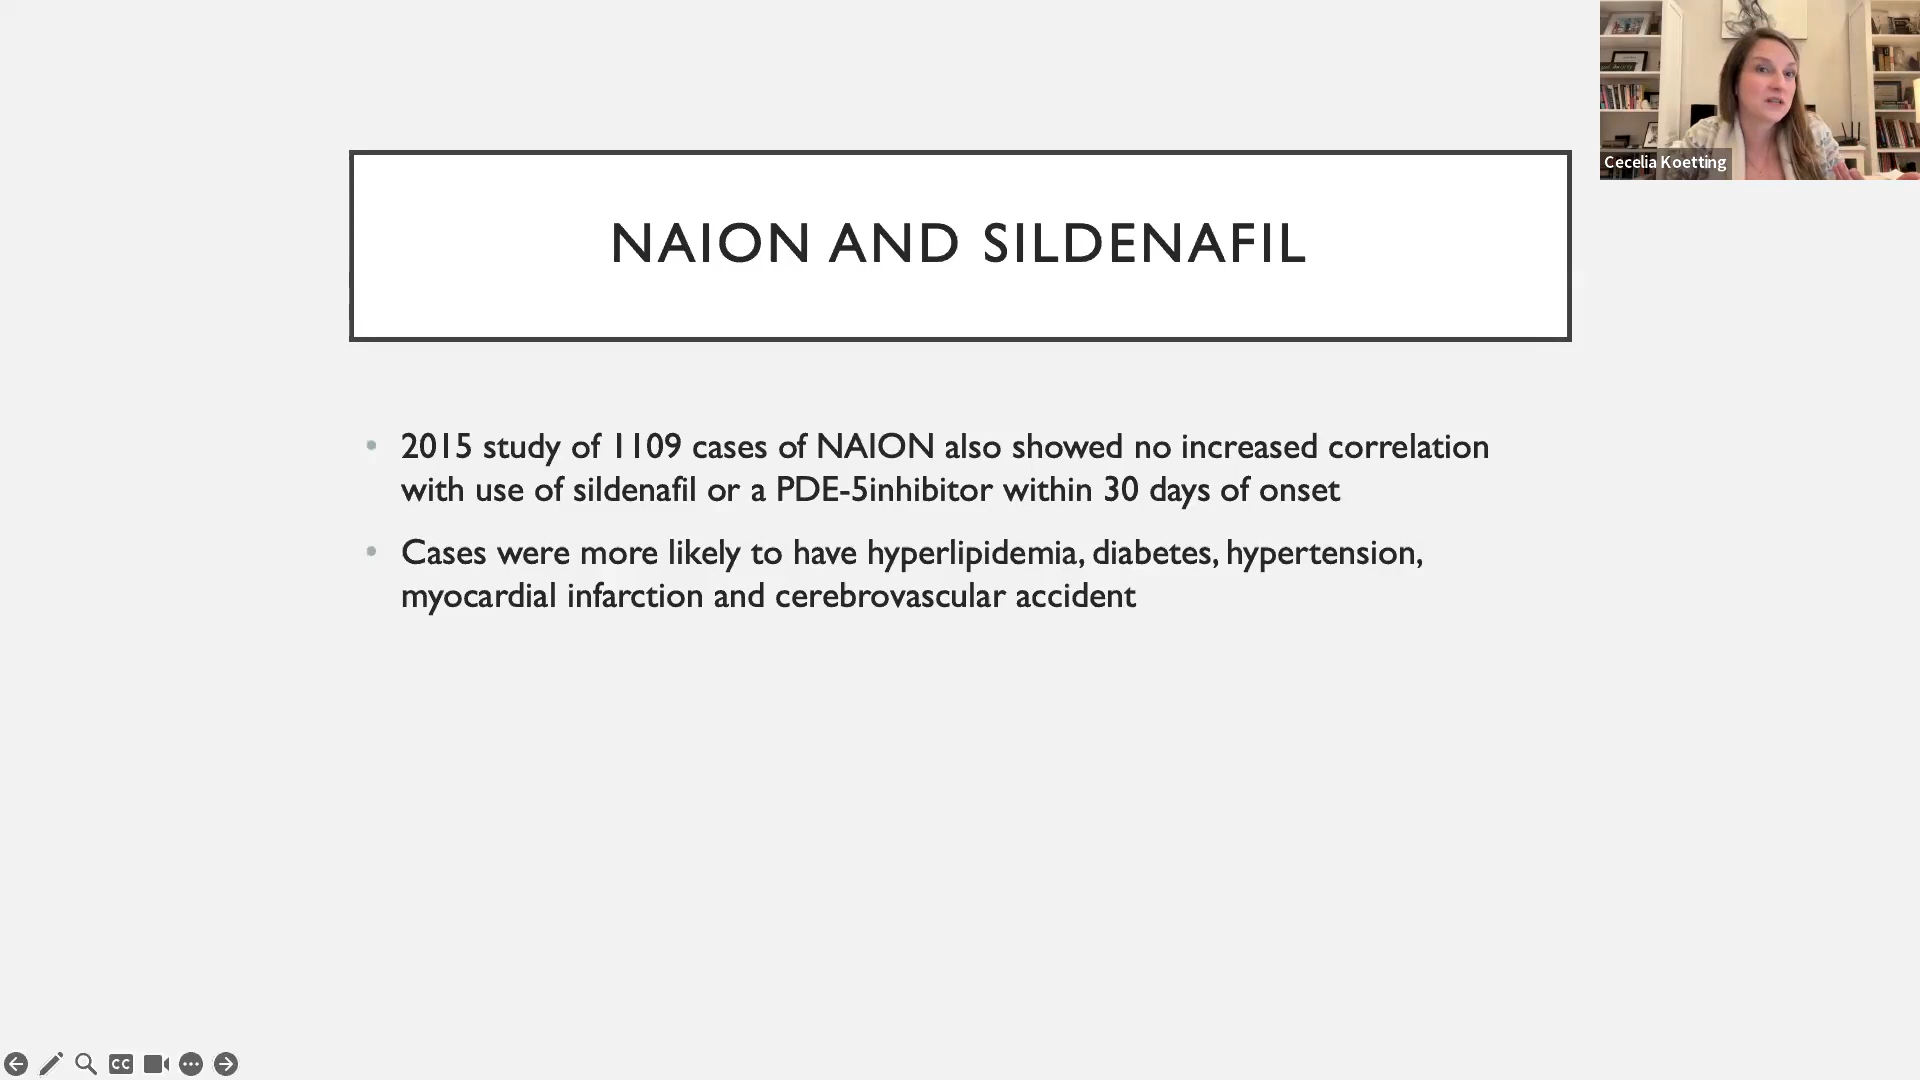 Cecelia Koetting
NAION AND SILDENAFIL
2015 study of 1109 cases of NAION also showed no increased correlation
with use of sildenafil or a PDE-5inhibitor within 30 days of onset
Cases were more likely to have hyperlipidemia, diabetes, hypertension,
myocardial infarction and cerebrovascular accident
CC